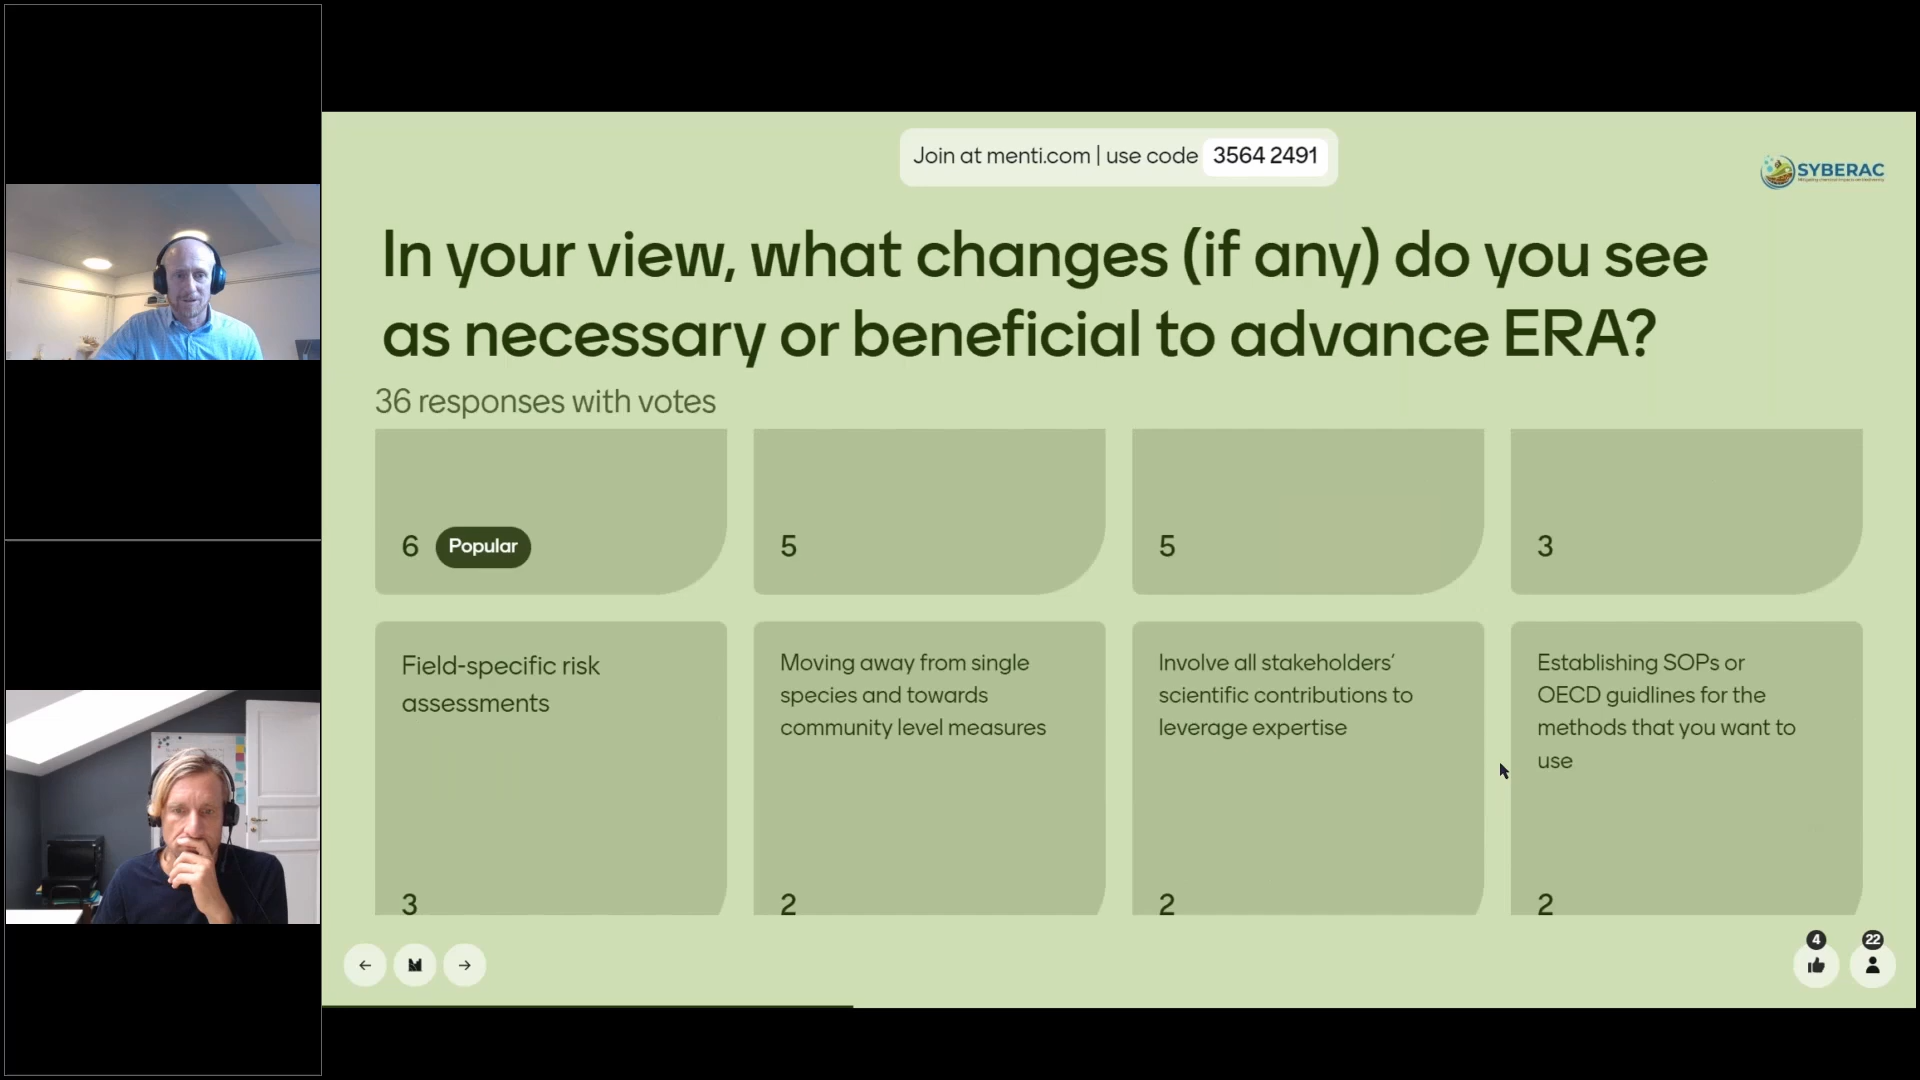 Join at menti.com | use code 3564 2491
SYBERAC
In your view, what changes (if any) do you see
as necessary or beneficial to advance ERA?
36 responses with votes
6 Popular
5
5
3
Field-specific risk
assessments
3
Moving away from single
species and towards
community level measures
2
Involve all stakeholders’
scientific contributions to
leverage expertise
2
Establishing SOPs or
OECD guidlines for the
methods that you want to
use
2
4
22